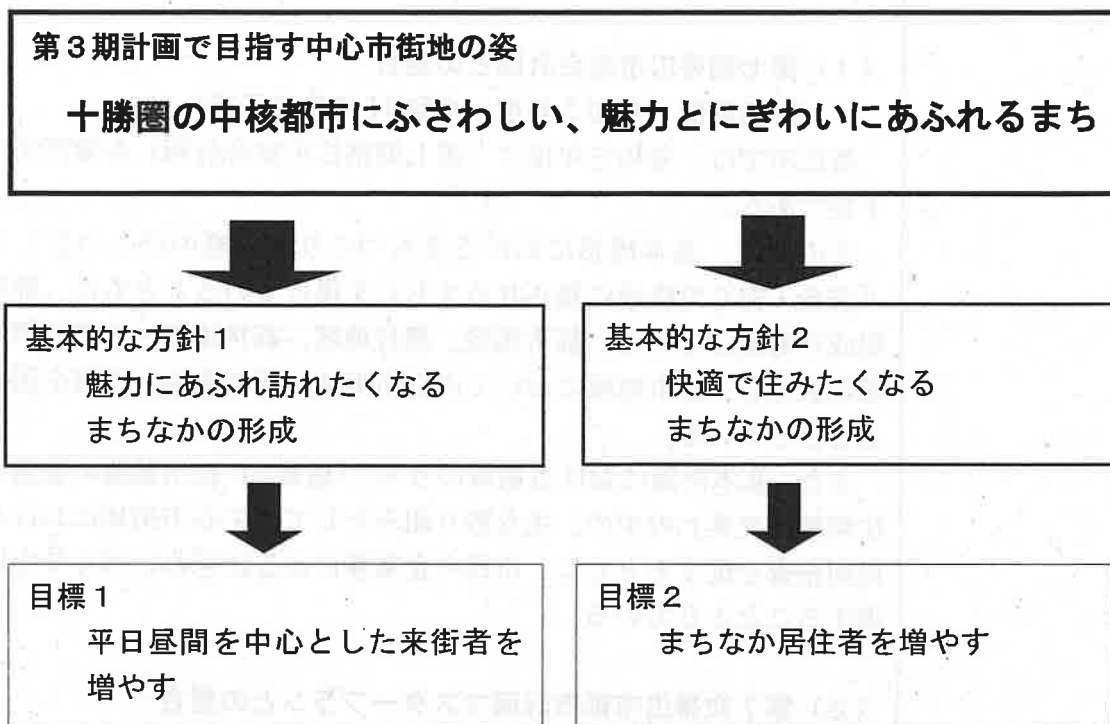 第3期計画で目指す中心市街地の姿
十勝圏の中核都市にふさわしい、魅力とにぎわいにあふれるまち
基本的な方針1
魅力にあふれ訪れたくなる
まちなかの形成
基本的な方針2
快適で住みたくなる
まちなかの形成
目標1
平日昼間を中心とした来街者を
増やす
目標2
まちなか居住者を増やす